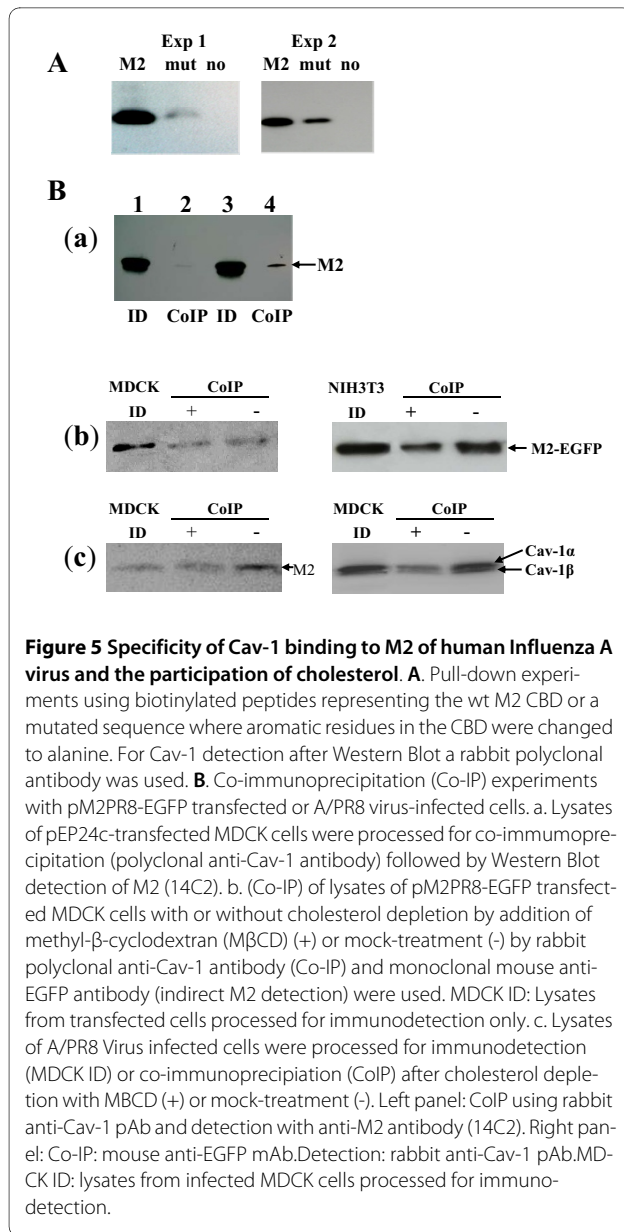 Exp 1 Exp 2
A M2 mut no M2 mut no
B
1 2 3 4
(a) M2
ID CoIP ID CoIP
MDCK CoIP NIH3T3 CoIP
ID + - ID + -
(b) M2-EGFP
MDCK CoIP MDCK CoIP
ID + - ID + -
(c) M2 Cav-1α
Cav-1β
Figure 5 Specificity of Cav-1 binding to M2 of human Influenza A
virus and the participation of cholesterol. A. Pull-down experi-
ments using biotinylated peptides representing the wt M2 CBD or a
mutated sequence where aromatic residues in the CBD were changed
to alanine. For Cav-1 detection after Western Blot a rabbit polyclonal
antibody was used. B. Co-immunoprecipitation (Co-IP) experiments
with pM2PR8-EGFP transfected or A/PR8 virus-infected cells. a. Lysates
of pEP24c-transfected MDCK cells were processed for co-immumopre-
cipitation (polyclonal anti-Cav-1 antibody) followed by Western Blot
detection of M2 (14C2). b. (Co-IP) of lysates of pM2PR8-EGFP transfect-
ed MDCK cells with or without cholesterol depletion by addition of
methyl-β-cyclodextran (MβCD) (+) or mock-treatment (-) by rabbit
polyclonal anti-Cav-1 antibody (Co-IP) and monoclonal mouse anti-
EGFP antibody (indirect M2 detection) were used. MDCK ID: Lysates
from transfected cells processed for immunodetection only. c. Lysates
of A/PR8 Virus infected cells were processed for immunodetection
(MDCK ID) or co-immunoprecipiation (CoIP) after cholesterol deple-
tion with MBCD (+) or mock-treatment (-). Left panel: CoIP using rabbit
anti-Cav-1 pAb and detection with anti-M2 antibody (14C2). Right pan-
el: Co-IP: mouse anti-EGFP mAb.Detection: rabbit anti-Cav-1 pAb.MD-
CK ID: lysates from infected MDCK cells processed for immuno-
detection.